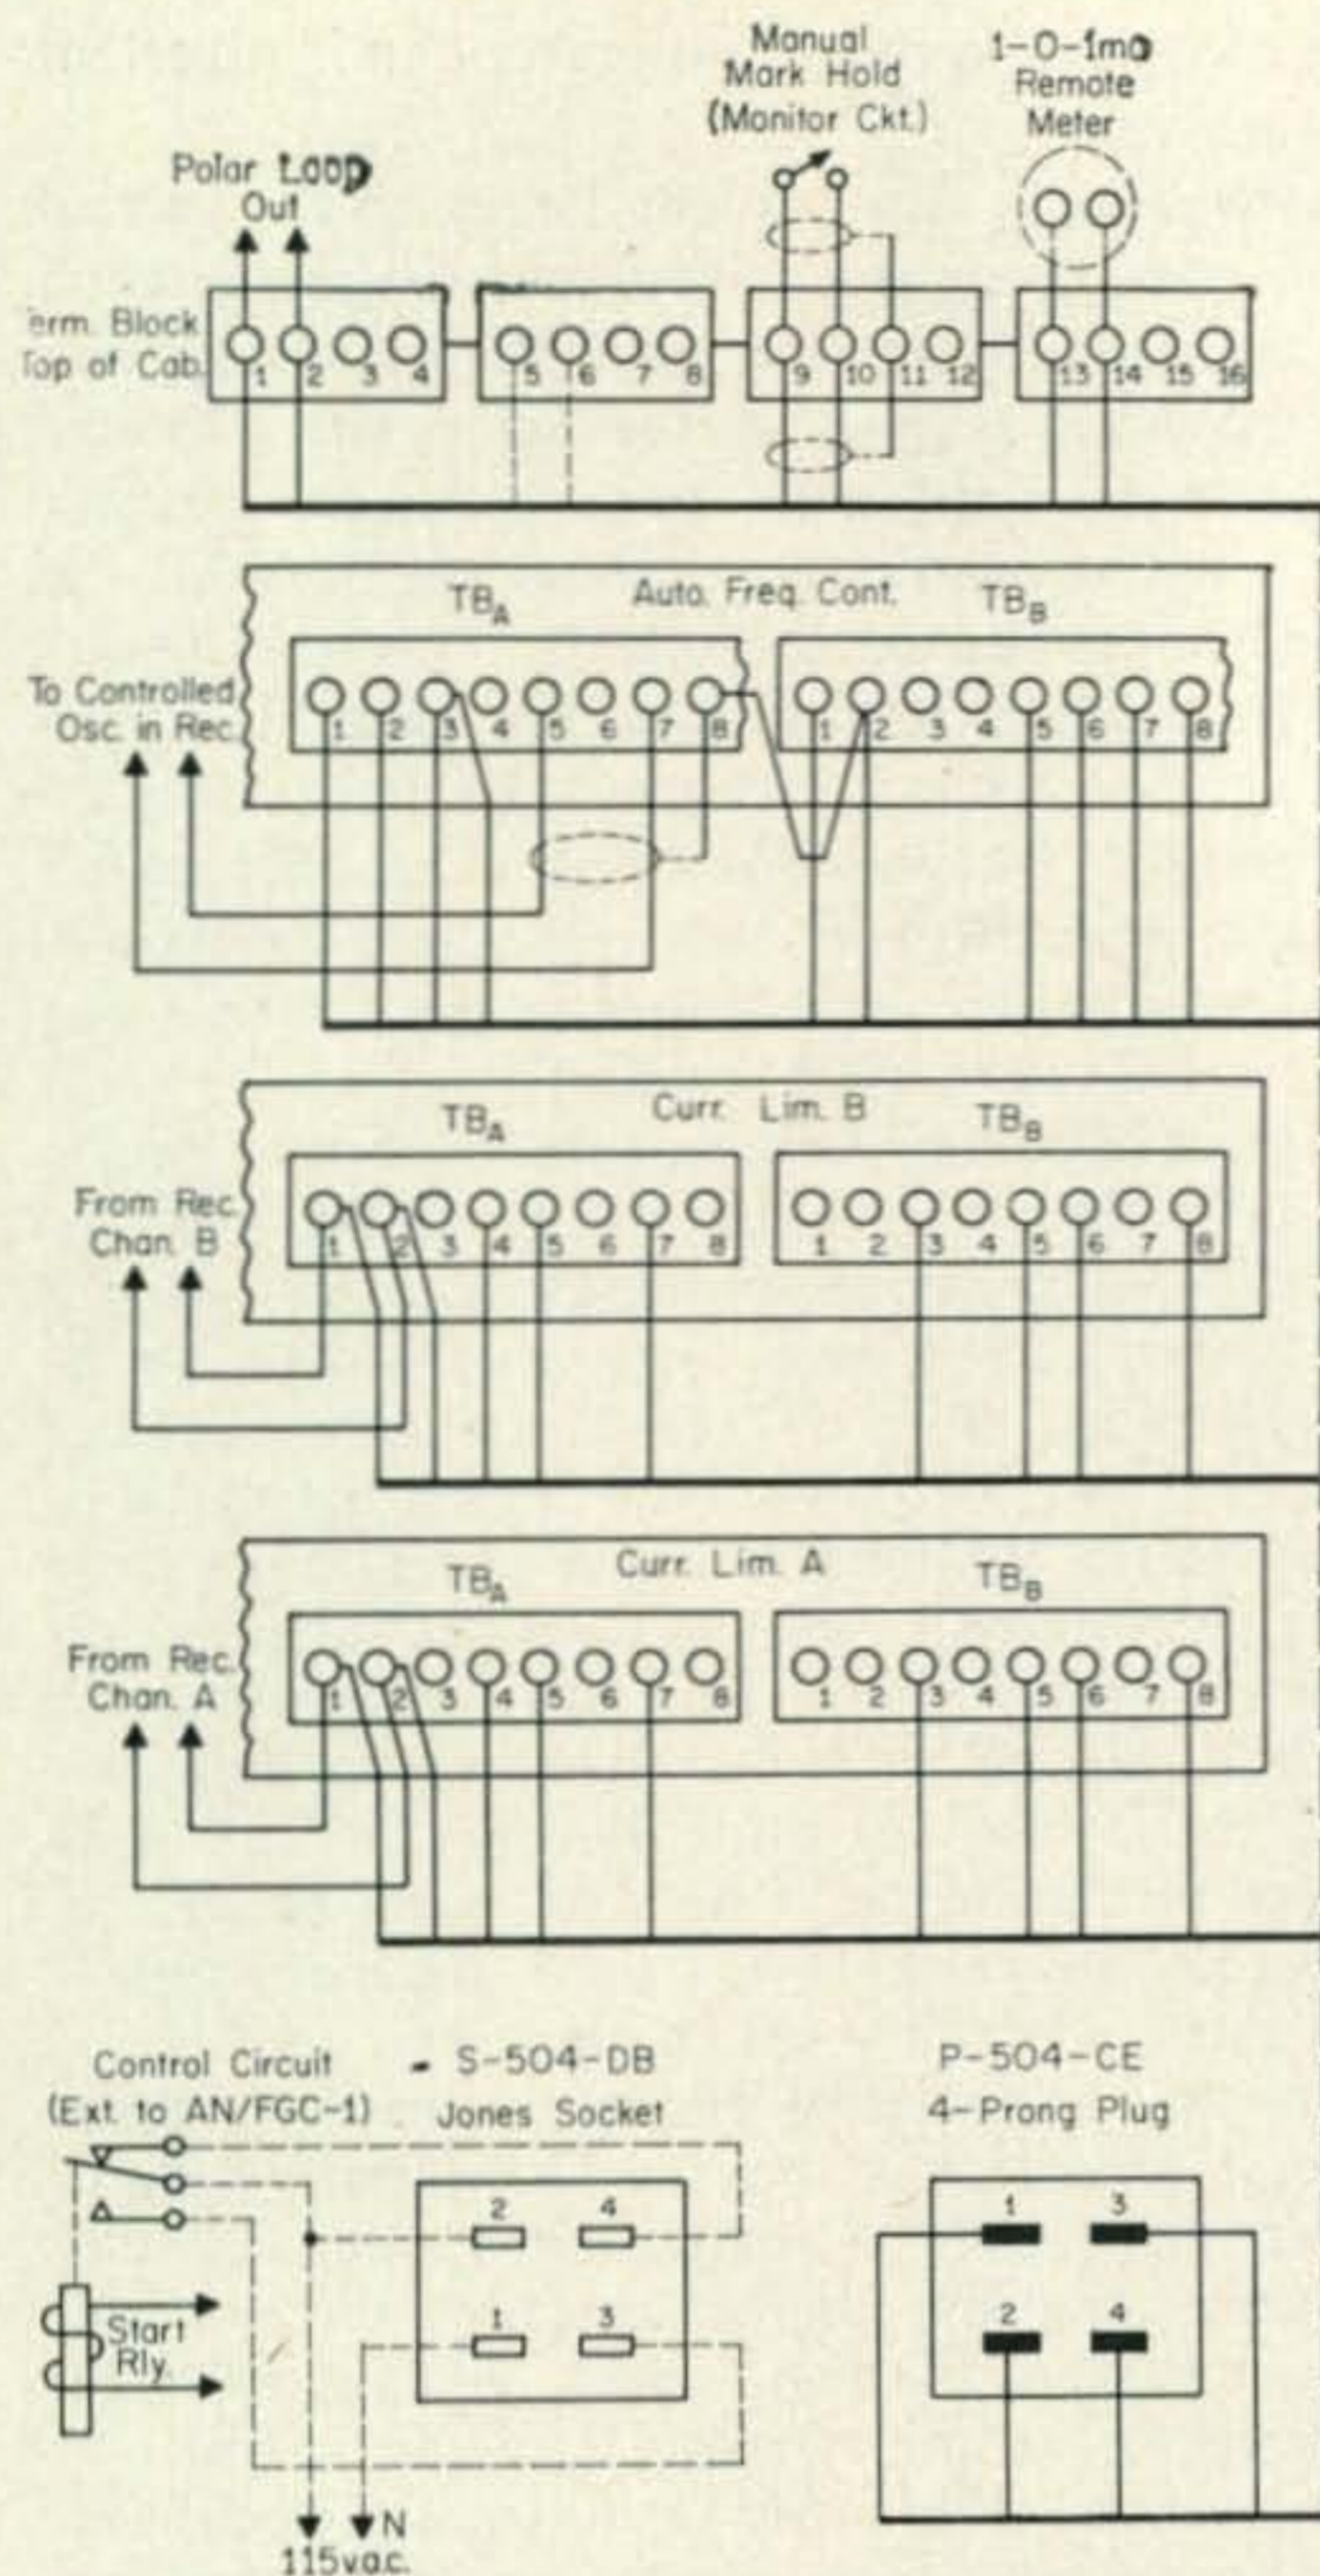 Manual
Mark Hold
(Monitor Ckt.)
1-0-1ma
Remote
Meter
Polar Loop
Out
erm. Block
Top of Cab.
1 2 3 4 5 6 7 8 9 10 11 12 13 14 15 16
TBA Auto. Freq. Cont. TBB
To Controlled
Osc. in Rec.
1 2 3 4 5 6 7 8 1 2 3 4 5 6 7 8
TBA Curr. Lim. B TBB
From Rec.
Chan. B
1 2 3 4 5 6 7 8 1 2 3 4 5 6 7 8
TBA Curr. Lim. A TBB
From Rec.
Chan. A
1 2 3 4 5 6 7 8 1 2 3 4 5 6 7 8
Control Circuit
(Ext. to AN/FGC-1)
- S-504-DB
Jones Socket
P-504-CE
4-Prong Plug
2 4
1 3
1 3
2 4
Start
Rly.
N
115v.a.c.